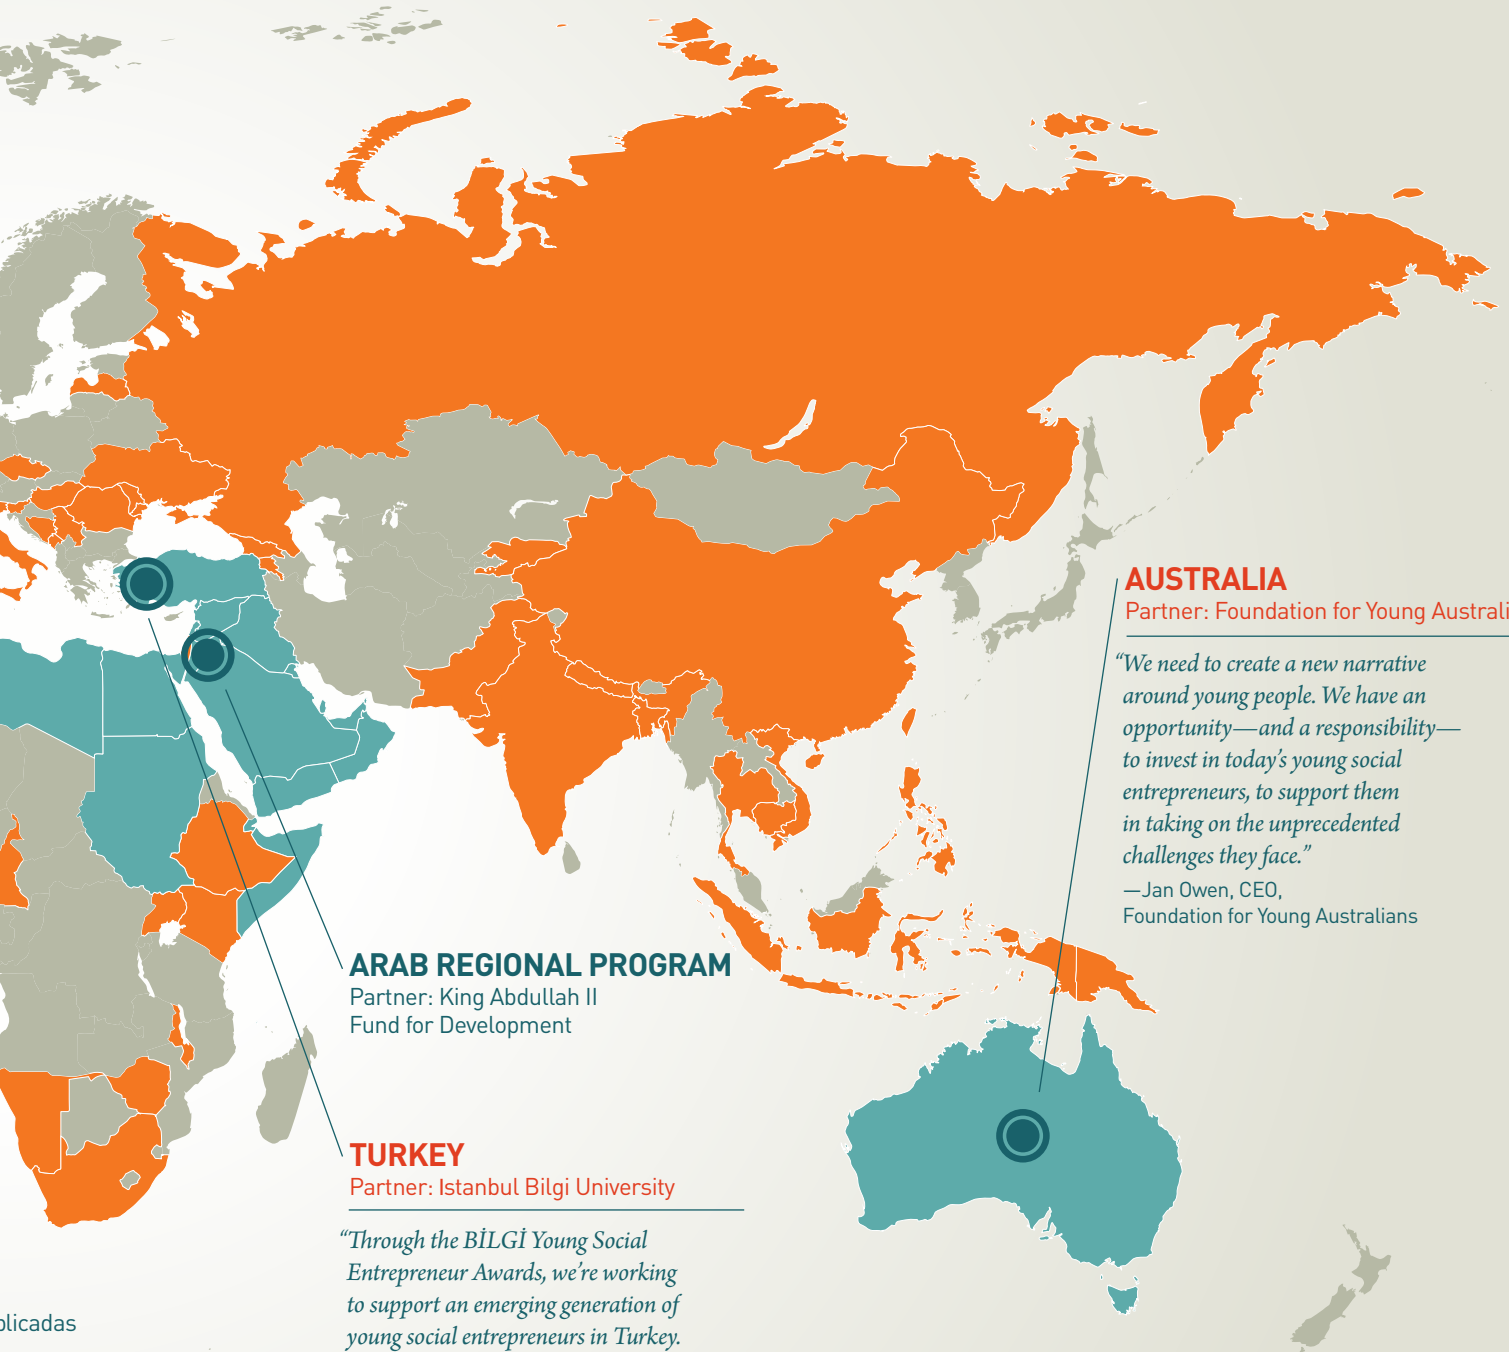 AUSTRALIA
Partner: Foundation for Young Australi
“We need to create a new narrative
around young people. We have an
opportunity—and a responsibility—
to invest in today’s young social
entrepreneurs, to support them
in taking on the unprecedented
challenges they face.”
—Jan Owen, CEO,
Foundation for Young Australians
ARAB REGIONAL PROGRAM
Partner: King Abdullah II
Fund for Development
TURKEY
Partner: Istanbul Bilgi University
“Through the BİLGİ Young Social
Entrepreneur Awards, we’re working
to support an emerging generation of
young social entrepreneurs in Turkey.
plicadas